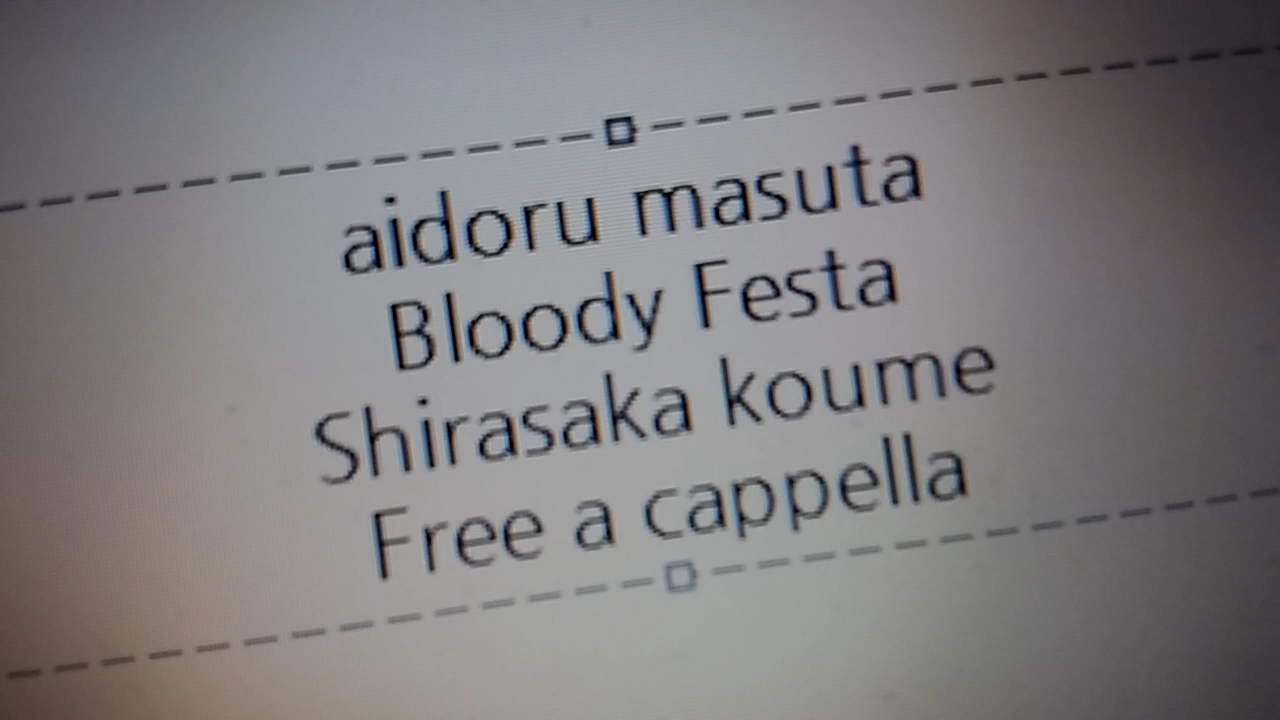 aidoru masuta
Bloody Festa
Shirasaka koume
Free a cappella